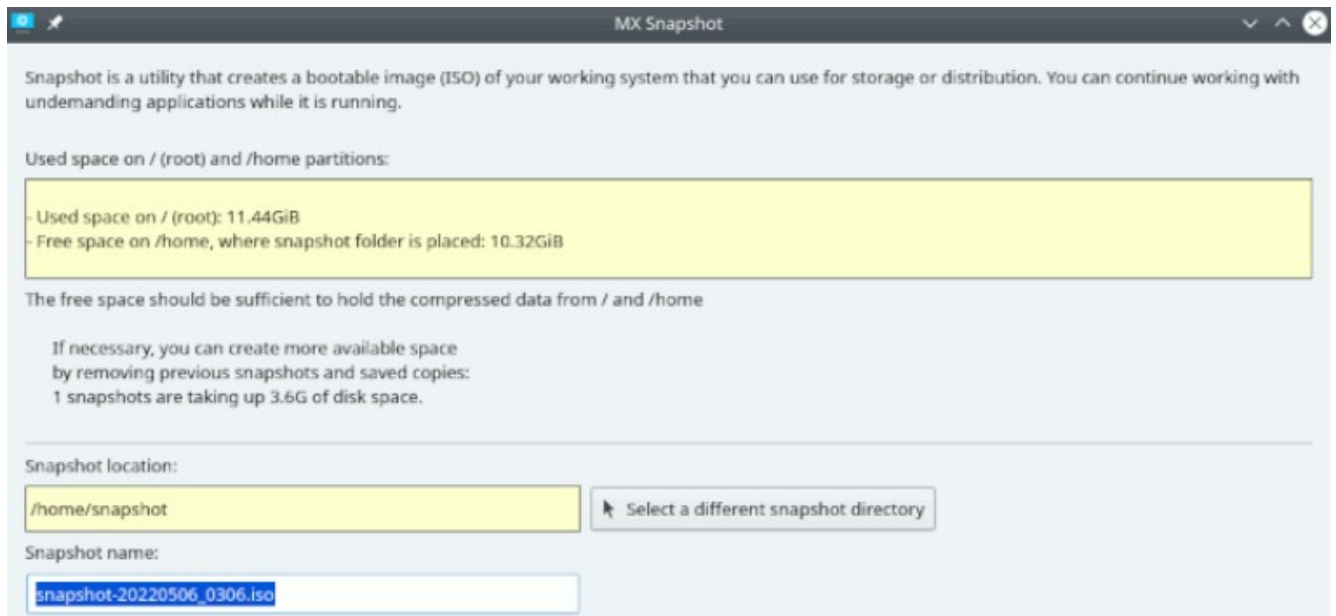 MX Snapshot
Snapshot is a utility that creates a bootable image (ISO) of your working system that you can use for storage or distribution. You can continue working with
undemanding applications while it is running.
Used space on / (root) and /home partitions:
- Used space on / (root): 11.44GiB
- Free space on /home, where snapshot folder is placed: 10.32GiB
The free space should be sufficient to hold the compressed data from / and /home
If necessary, you can create more available space
by removing previous snapshots and saved copies:
1 snapshots are taking up 3.6G of disk space.
Snapshot location:
/home/snapshot
Select a different snapshot directory
Snapshot name:
snapshot-20220506_0306.iso